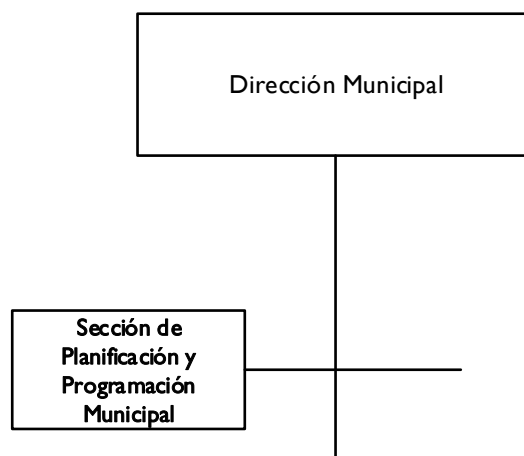 Dirección Municipal
Sección de
Planificación y
Programación
Municipal